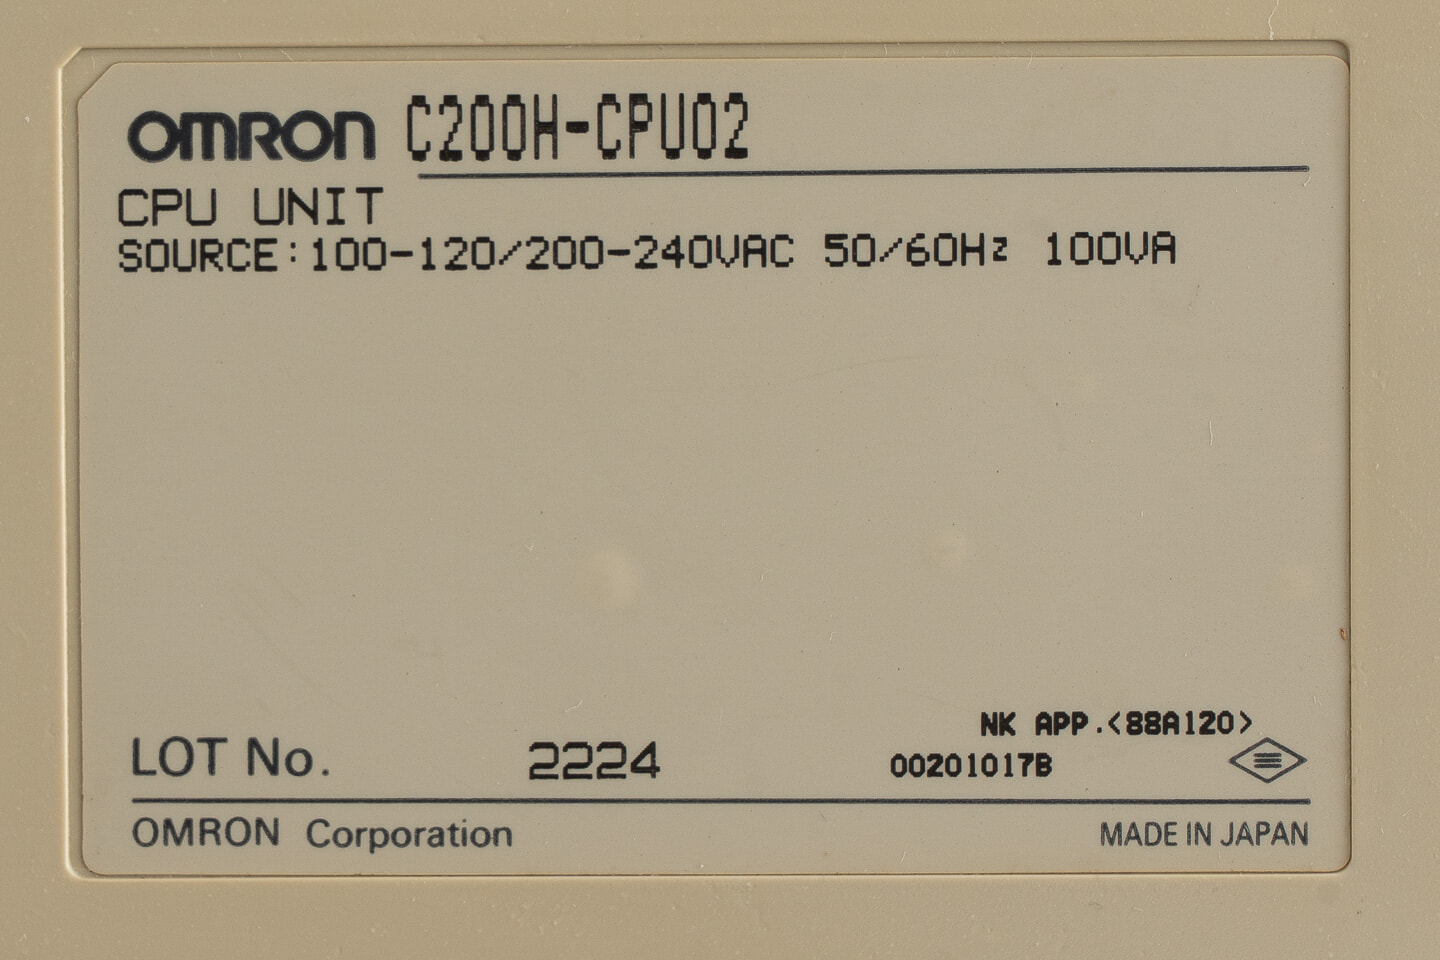 OMRON C200H-CPU02
CPU UNIT
SOURCE:100-120/200-240VAC 50/60Hz 100VA
NK APP.<88A120>
LOT No. 2224 00201017B
OMRON Corporation MADE IN JAPAN